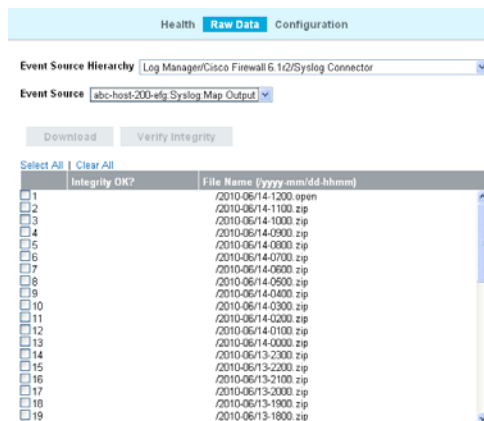 Health Raw Data Configuration
Event Source Hierarchy Log Manager/Cisco Firewall 6.1r2/Syslog Connector
Event Source abc-host-200-efg:Syslog:Map Output
Download Verify Integrity
Select All | Clear All
Integrity OK? File Name (/yyyy-mm/dd-hhmm)
1 /2010-06/14-1200.open
2 /2010-06/14-1100.zip
3 /2010-06/14-1000.zip
4 /2010-06/14-0900.zip
5 /2010-06/14-0800.zip
6 /2010-06/14-0700.zip
7 /2010-06/14-0600.zip
8 /2010-06/14-0500.zip
9 /2010-06/14-0400.zip
10 /2010-06/14-0300.zip
11 /2010-06/14-0200.zip
12 /2010-06/14-0100.zip
13 /2010-06/14-0000.zip
14 /2010-06/13-2300.zip
15 /2010-06/13-2200.zip
16 /2010-06/13-2100.zip
17 /2010-06/13-2000.zip
18 /2010-06/13-1900.zip
19 /2010-06/13-1800.zip